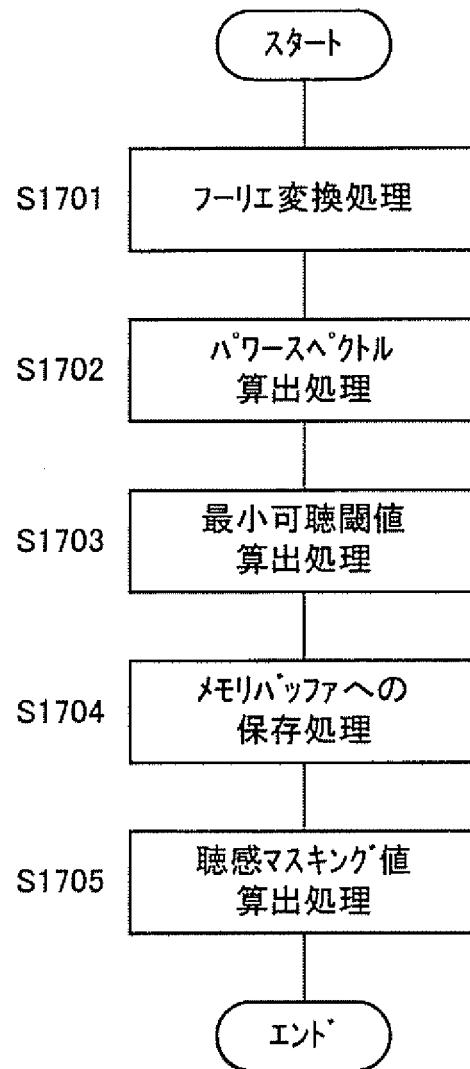 スタート
S1701
フーリエ変換処理
S1702
パワースペクトル
算出処理
S1703
最小可聴閾値
算出処理
S1704
メモリバッファへの
保存処理
S1705
聴感マスキング値
算出処理
エンド